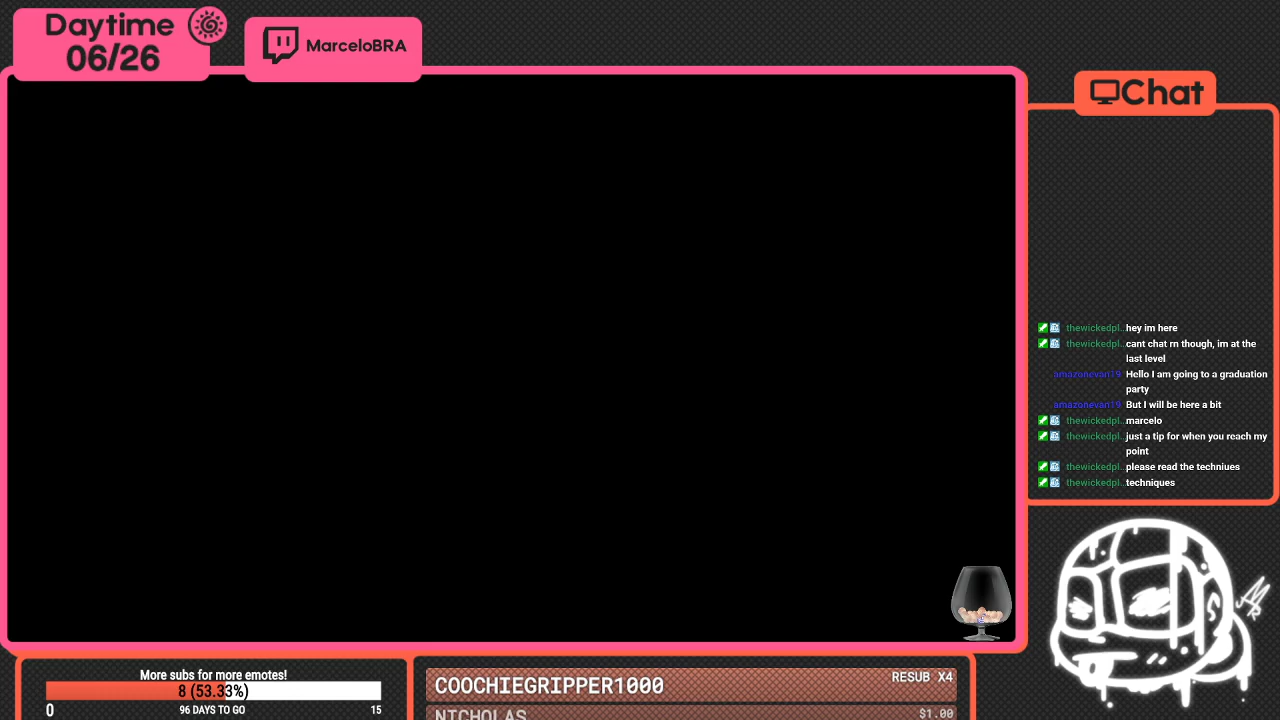 Daytime
06/26
MarceloBRA
Chat
thewickedpl.. hey im here
thewickedpl.. cant chat rn though, im at the
last level
amazonevan19: Hello I am going to a graduation
party
amazonevan19: But I will be here a bit
thewickedpl.. marcelo
thewickedpl.. just a tip for when you reach my
point
thewickedpl.. please read the techniues
thewickedpl.. techniques
More subs for more emotes!
8 (53.33%)
0 96 DAYS TO GO 15
COOCHIEGRIPPER1000 RESUB X4
NICHOLAS $1.00